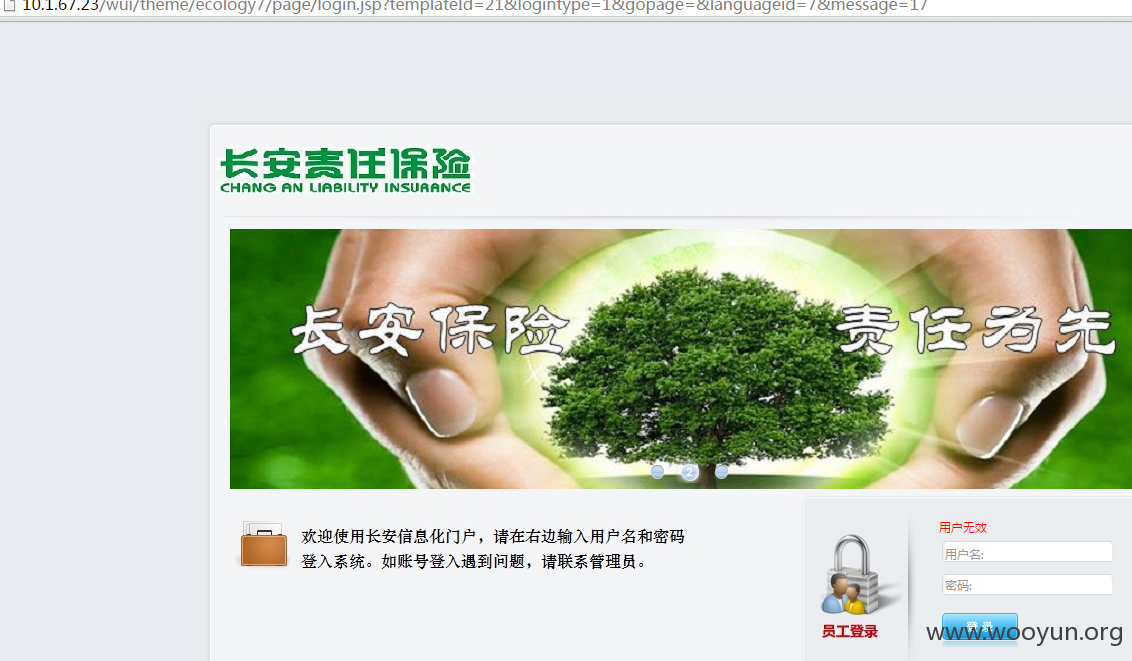 10.1.67.23/wui/theme/ecology7/page/login.jsp?templateId=21&logintype=1&gopage=&languageid=7&message=17
长安责任保险
CHANG AN LIABILITY INSURANCE
长安保险 责任为先
2
欢迎使用长安信息化门户，请在右边输入用户名和密码
登入系统。如账号登入遇到问题，请联系管理员。
用户无效
用户名:
密码:
登录
员工登录
www.wooyun.org